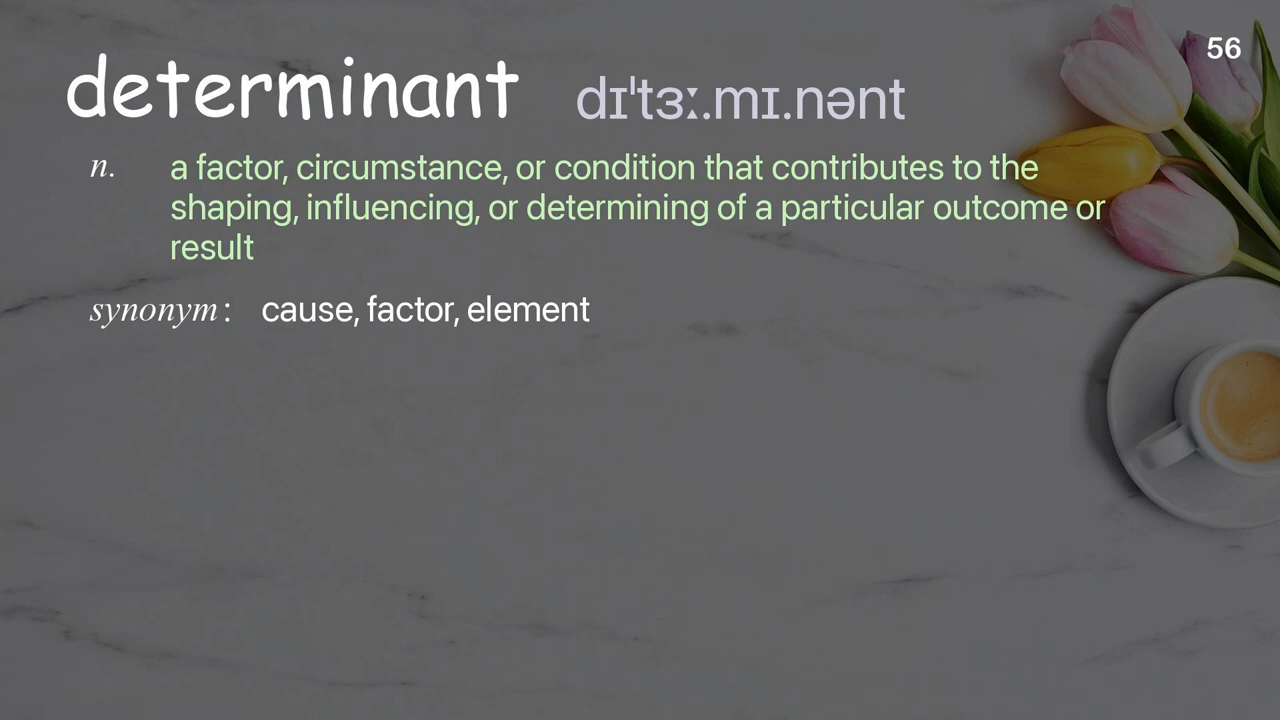 56
determinant dɪˈtɜː.mɪ.nənt
n. a factor, circumstance, or condition that contributes to the
shaping, influencing, or determining of a particular outcome or
result
synonym: cause, factor, element